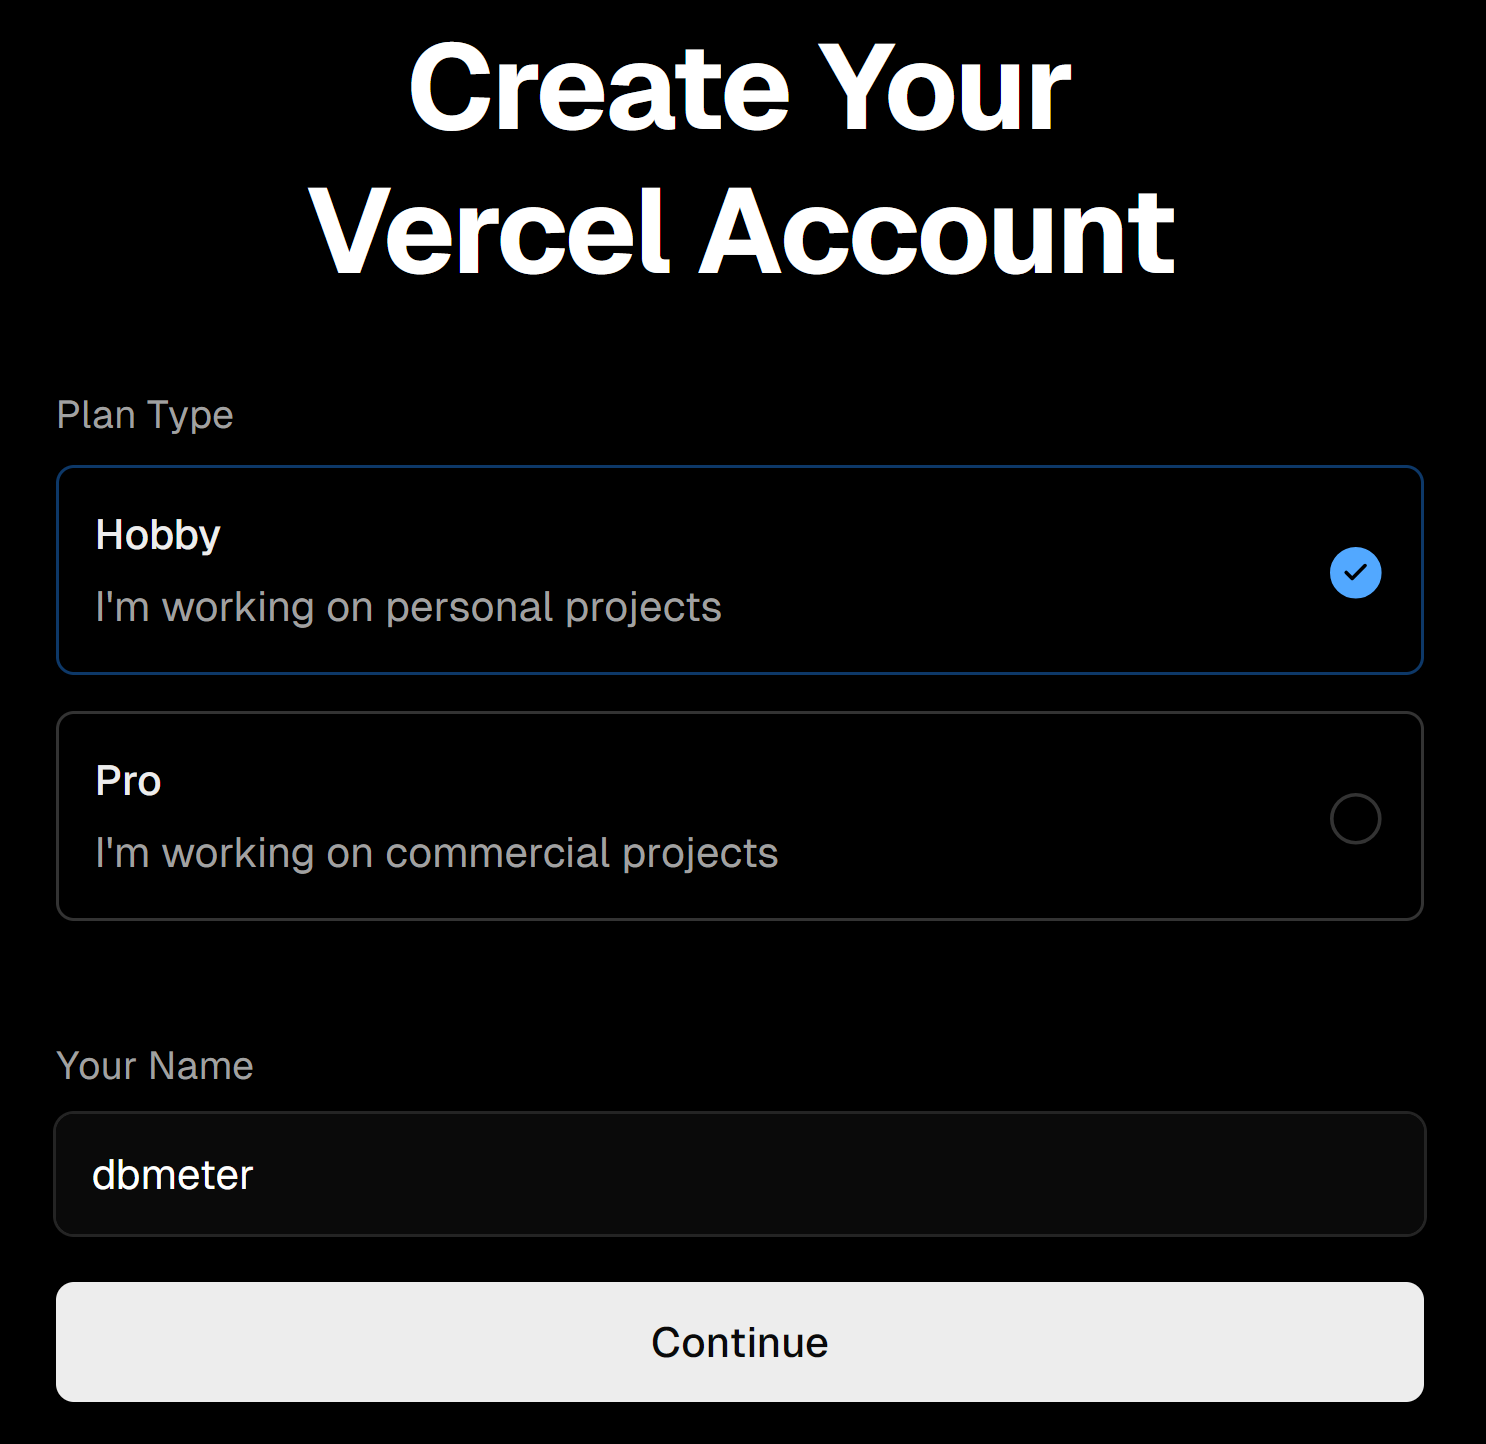 Create Your
Vercel Account
Plan Type
Hobby
I'm working on personal projects
Pro
I'm working on commercial projects
Your Name
dbmeter
Continue